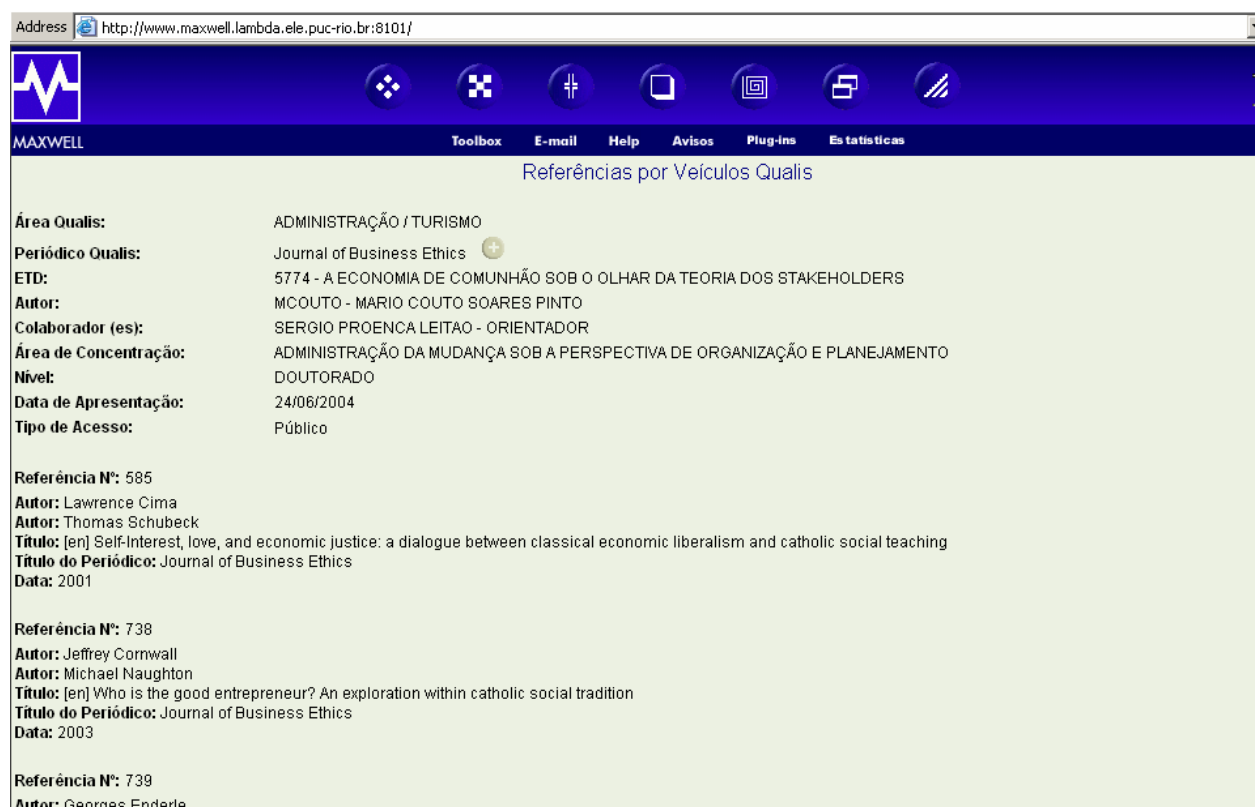 Address http://www.maxwell.lambda.ele.puc-rio.br:8101/
MAXWELL
Toolbox E-mail Help Avisos Plug-ins Estatísticas
Referências por Veículos Qualis
Área Qualis: ADMINISTRAÇÃO / TURISMO
Periódico Qualis: Journal of Business Ethics
ETD: 5774 - A ECONOMIA DE COMUNHÃO SOB O OLHAR DA TEORIA DOS STAKEHOLDERS
Autor: MCOUTO - MARIO COUTO SOARES PINTO
Colaborador (es): SERGIO PROENCA LEITAO - ORIENTADOR
Área de Concentração: ADMINISTRAÇÃO DA MUDANÇA SOB A PERSPECTIVA DE ORGANIZAÇÃO E PLANEJAMENTO
Nível: DOUTORADO
Data de Apresentação: 24/06/2004
Tipo de Acesso: Público
Referência Nº: 585
Autor: Lawrence Cima
Autor: Thomas Schubeck
Título: [en] Self-Interest, love, and economic justice: a dialogue between classical economic liberalism and catholic social teaching
Título do Periódico: Journal of Business Ethics
Data: 2001
Referência Nº: 738
Autor: Jeffrey Cornwall
Autor: Michael Naughton
Título: [en] Who is the good entrepreneur? An exploration within catholic social tradition
Título do Periódico: Journal of Business Ethics
Data: 2003
Referência Nº: 739
Autor: Georges Enderle